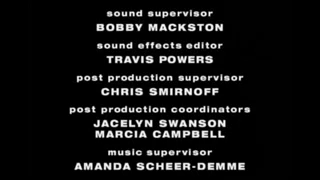 sound supervisor
BOBBY MACKSTON
sound effects editor
TRAVIS POWERS
post production supervisor
CHRIS SMIRNOFF
post production coordinators
JACELYN SWANSON
MARCIA CAMPBELL
music supervisor
AMANDA SCHEER-DEMME